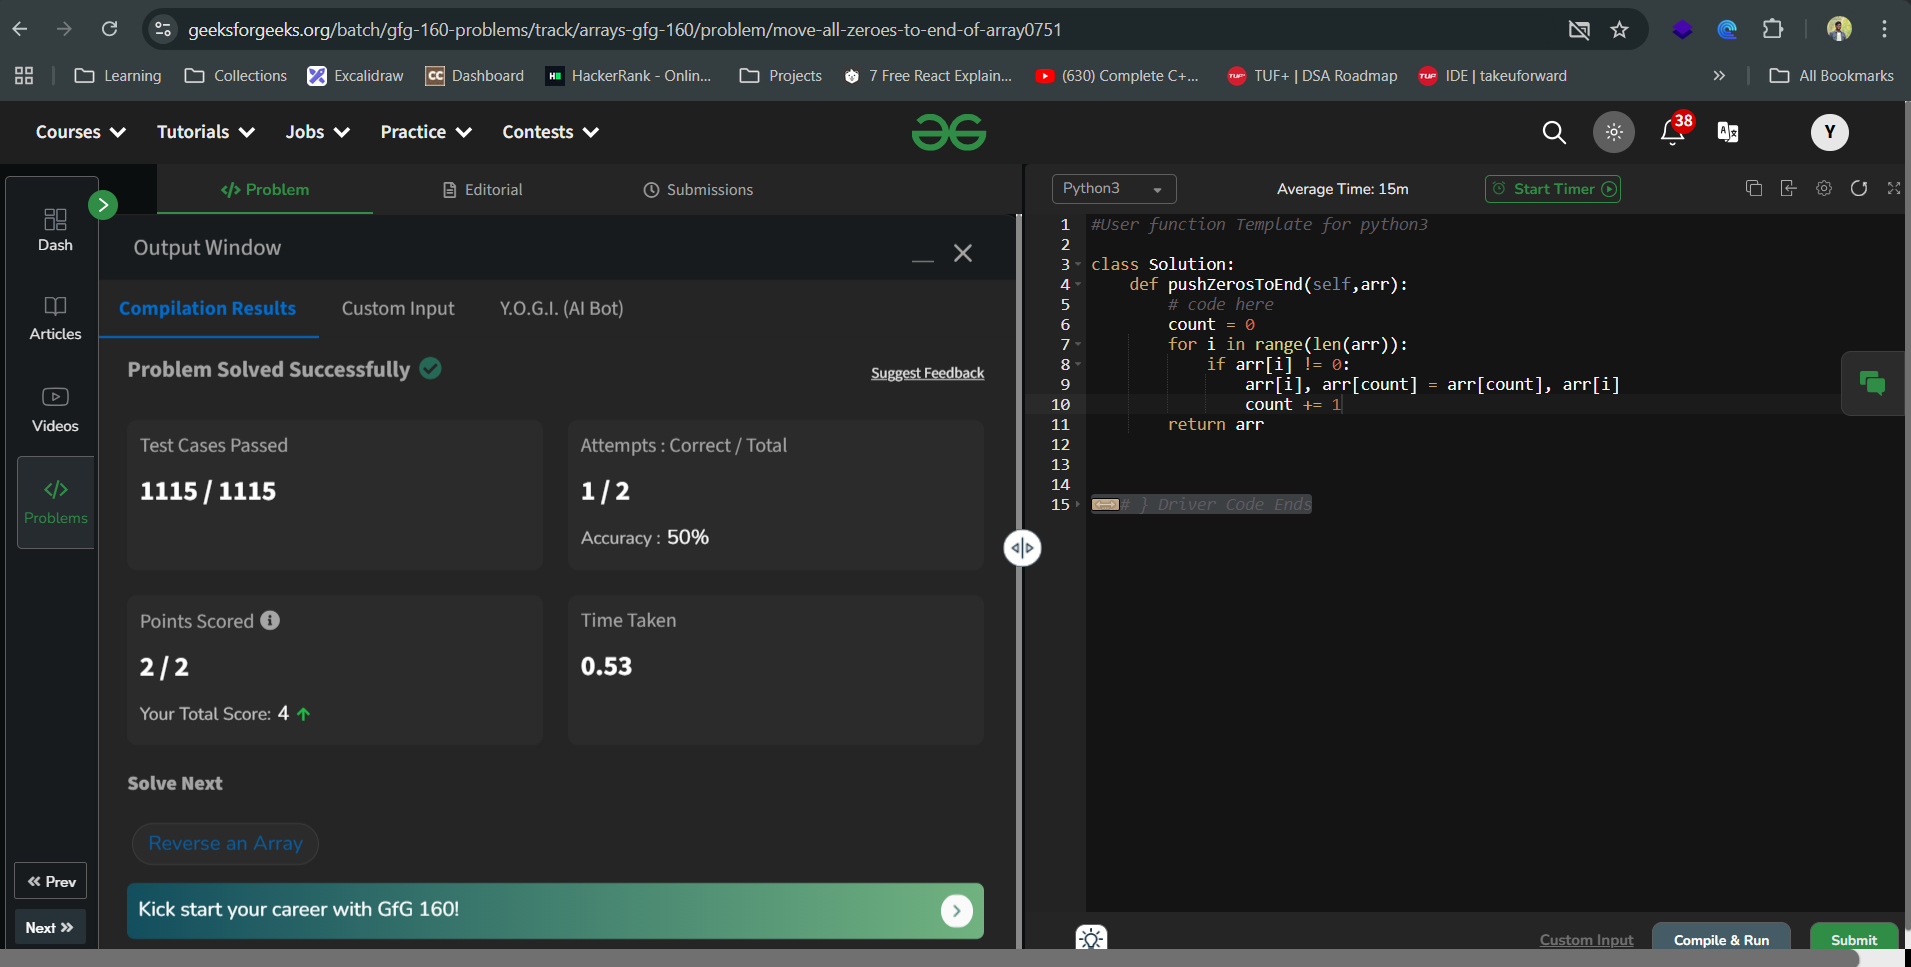 geeksforgeeks.org/batch/gfg-160-problems/track/arrays-gfg-160/problem/move-all-zeroes-to-end-of-array0751
Learning Collections Excalidraw CC Dashboard HackerRank - Onlin... Projects 7 Free React Explain... (630) Complete C+... TUF+ | DSA Roadmap IDE | takeuforward » All Bookmarks
Courses Tutorials Jobs Practice Contests 38 Y
Dash
Articles
Videos
</> Problems
« Prev
Next »
</> Problem Editorial Submissions
Output Window
Compilation Results Custom Input Y.O.G.I. (AI Bot)
Problem Solved Successfully
Suggest Feedback
Test Cases Passed
1115 / 1115
Attempts : Correct / Total
1 / 2
Accuracy : 50%
Points Scored
2 / 2
Your Total Score: 4
Time Taken
0.53
Solve Next
Reverse an Array
Kick start your career with GfG 160!
Python3 Average Time: 15m Start Timer
1 #User function Template for python3
2
3 class Solution:
4 def pushZerosToEnd(self,arr):
5 # code here
6 count = 0
7 for i in range(len(arr)):
8 if arr[i] != 0:
9 arr[i], arr[count] = arr[count], arr[i]
10 count += 1
11 return arr
12
13
14
15 # } Driver Code Ends
Custom Input Compile & Run Submit